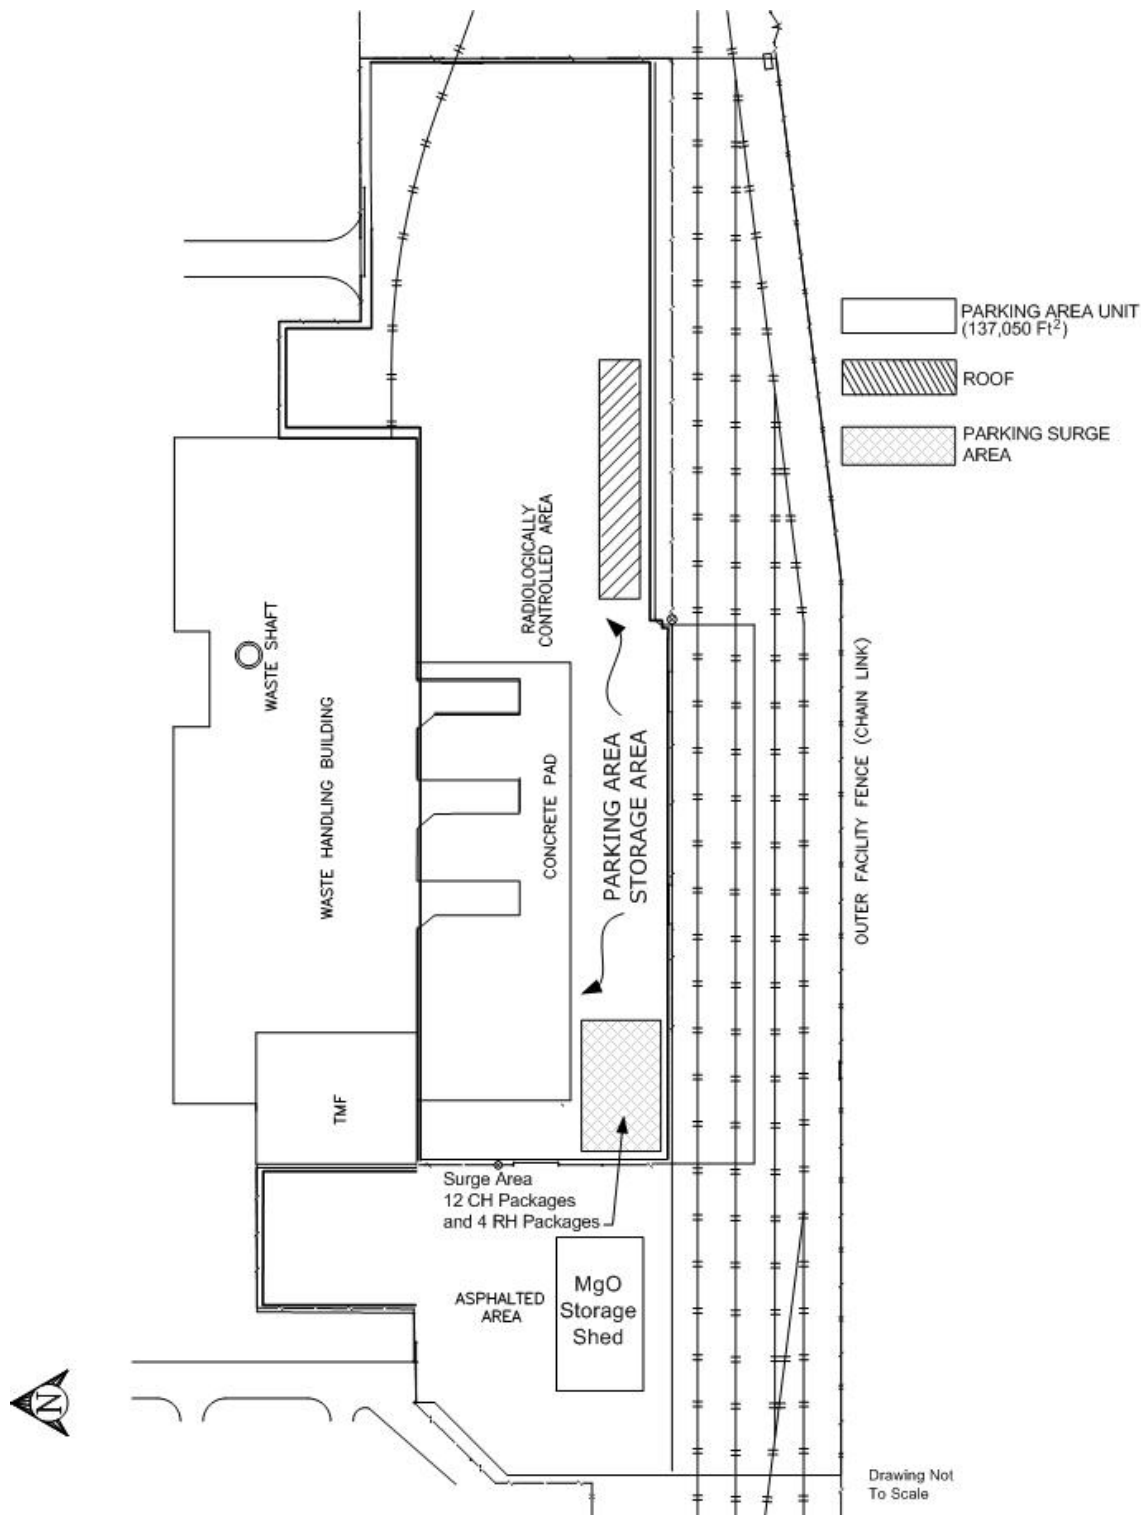 PARKING AREA UNIT
(137,050 Ft²)
ROOF
PARKING SURGE
AREA
RADIOLOGICALLY
CONTROLLED AREA
WASTE SHAFT
WASTE HANDLING BUILDING
CONCRETE PAD
PARKING AREA
STORAGE AREA
OUTER FACILITY FENCE (CHAIN LINK)
TMF
Surge Area
12 CH Packages
and 4 RH Packages
ASPHALTED
AREA
MgO
Storage
Shed
N
Drawing Not
To Scale